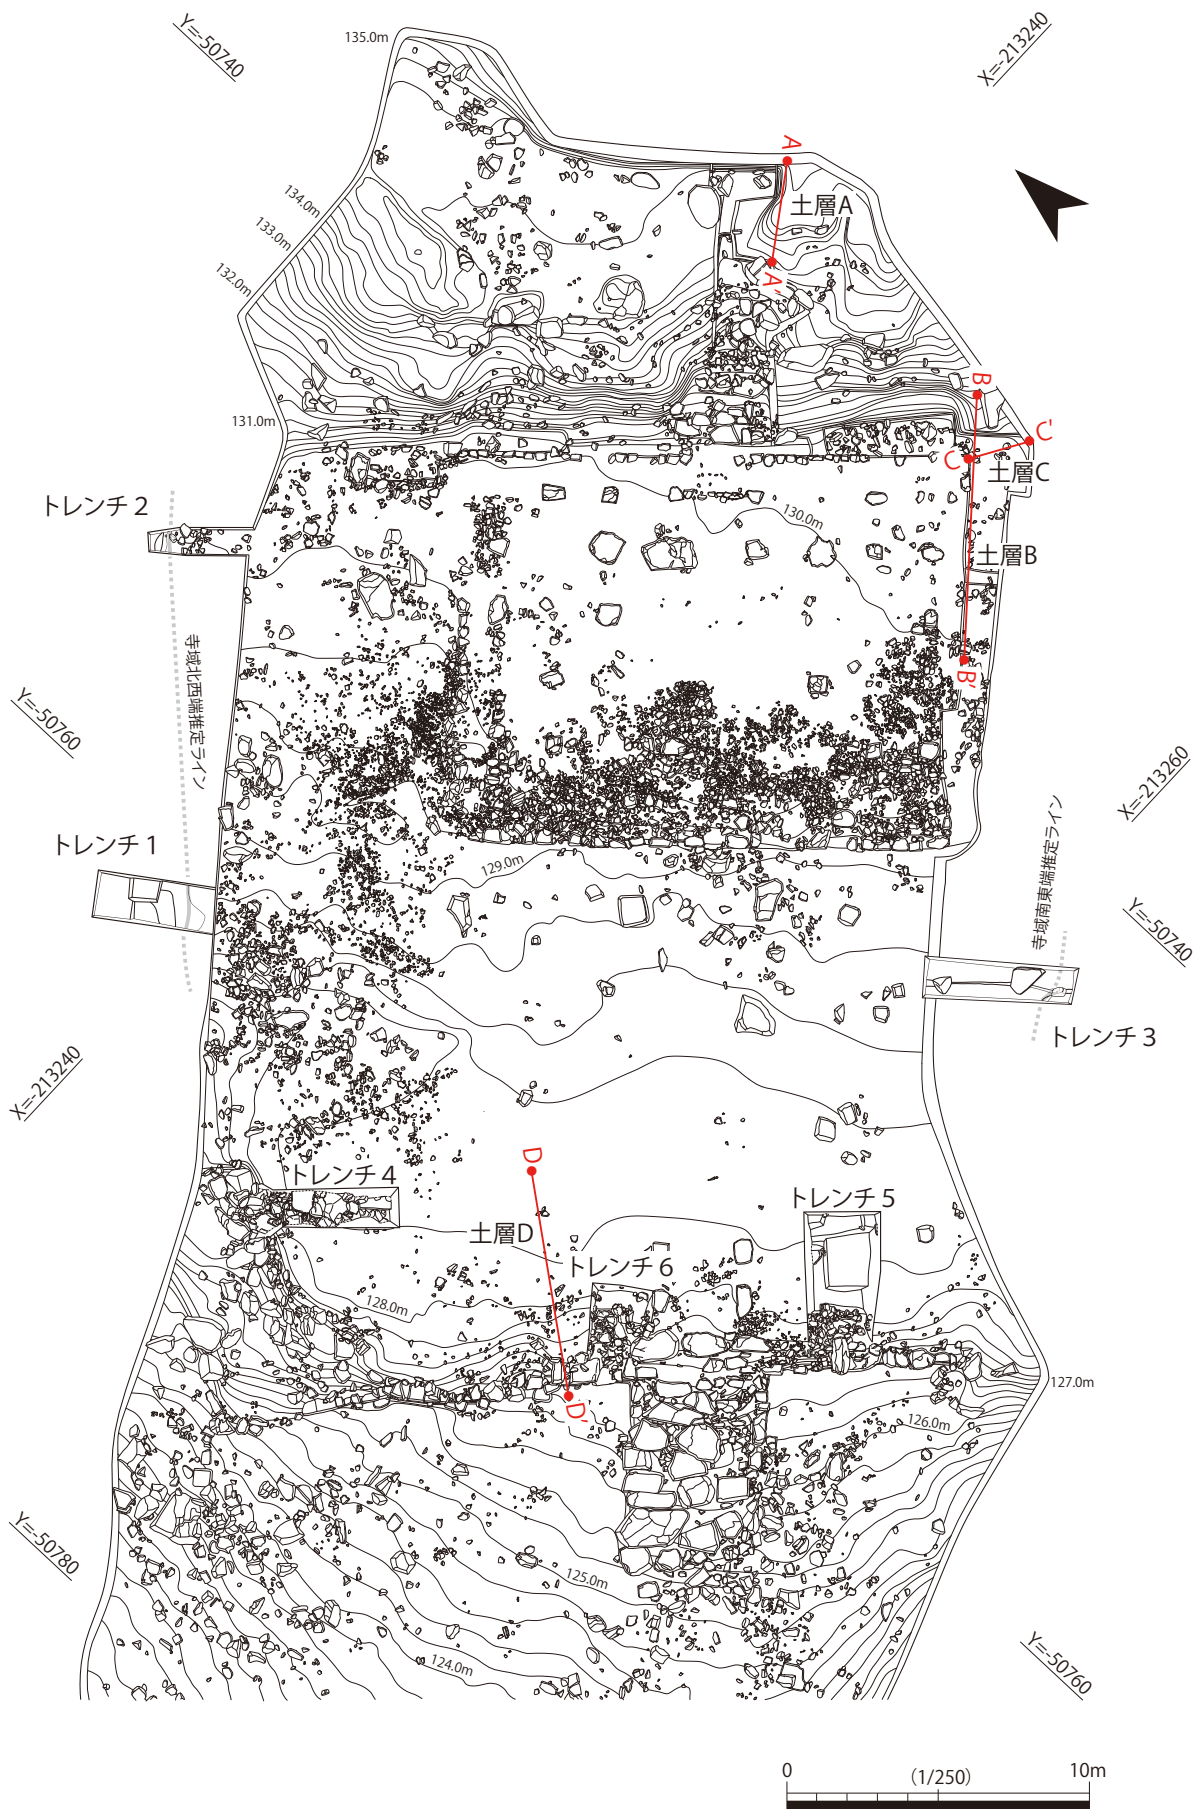 Y=-50740
X=-213240
135.0m
A
土層A
134.0m
133.0m
A'
132.0m
B
131.0m
C'
C
土層C
トレンチ 2
130.0m
土層B
寺域北西端推定ライン
B'
Y=-50760
X=-213260
トレンチ 1
129.0m
寺域南東端推定ライン
Y=-50740
トレンチ 3
X=-213240
D
トレンチ 4
トレンチ 5
土層D
トレンチ 6
128.0m
127.0m
D'
126.0m
Y=-50780
125.0m
124.0m
Y=-50760
0 (1/250) 10m